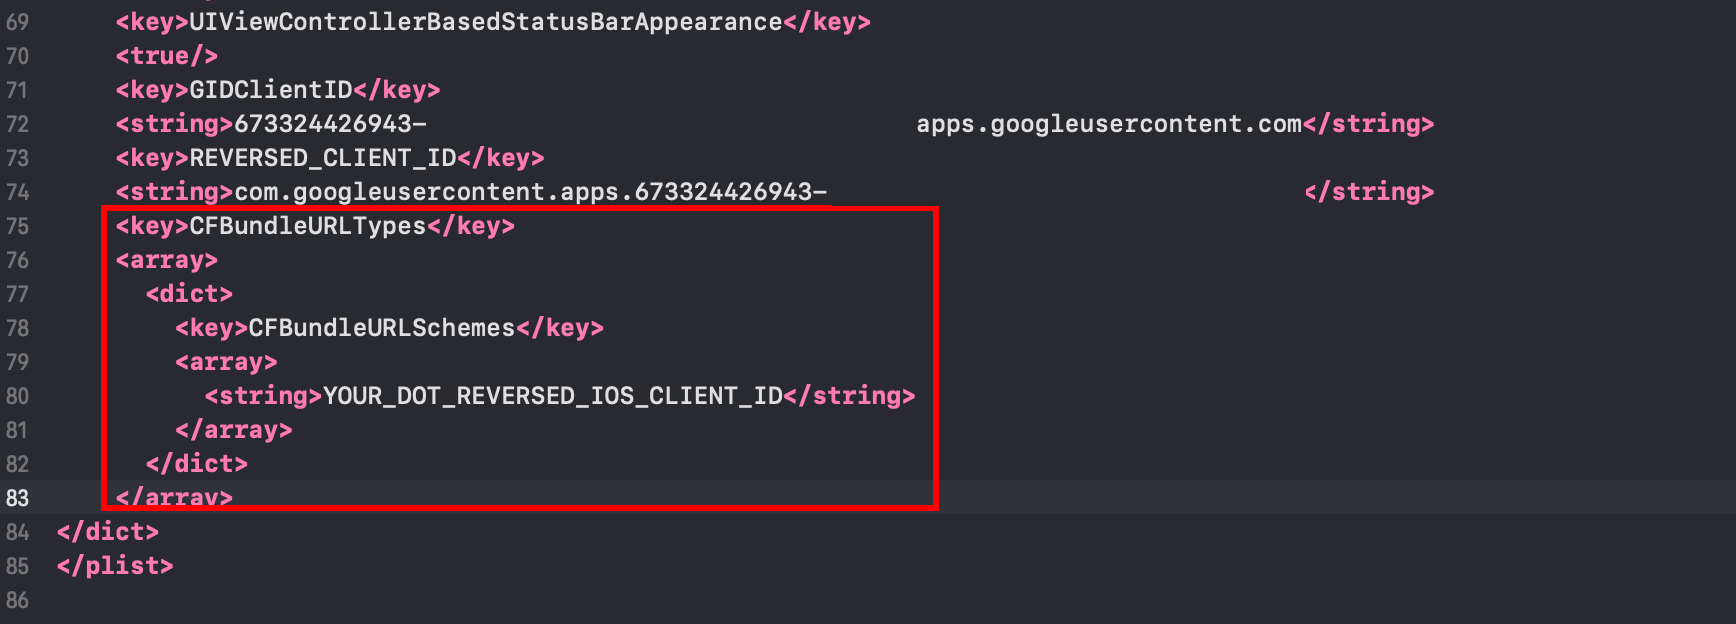 69 <key>UIViewControllerBasedStatusBarAppearance</key>
70 <true/>
71 <key>GIDClientID</key>
72 <string>673324426943- apps.googleusercontent.com</string>
73 <key>REVERSED_CLIENT_ID</key>
74 <string>com.googleusercontent.apps.673324426943- </string>
75 <key>CFBundleURLTypes</key>
76 <array>
77 <dict>
78 <key>CFBundleURLSchemes</key>
79 <array>
80 <string>YOUR_DOT_REVERSED_IOS_CLIENT_ID</string>
81 </array>
82 </dict>
83 </array>
84 </dict>
85 </plist>
86